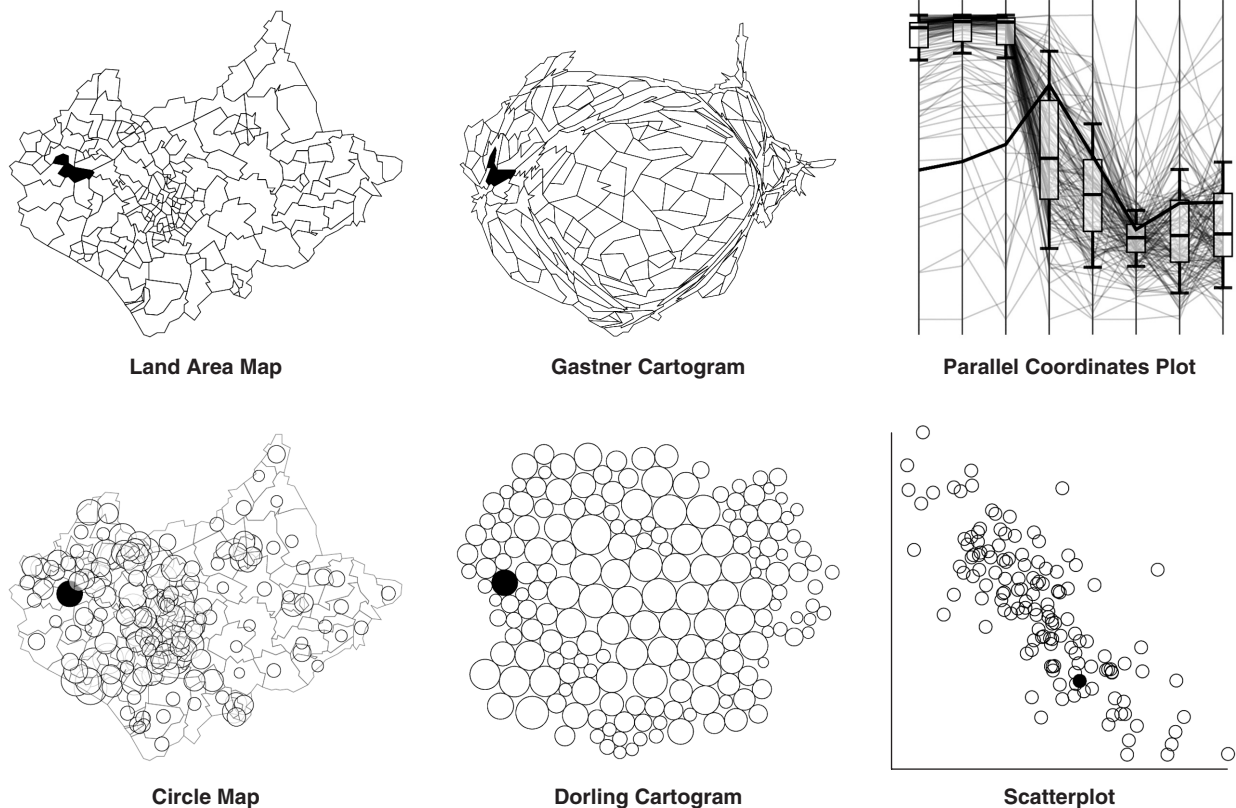 Land Area Map
Gastner Cartogram
Parallel Coordinates Plot
Circle Map
Dorling Cartogram
Scatterplot